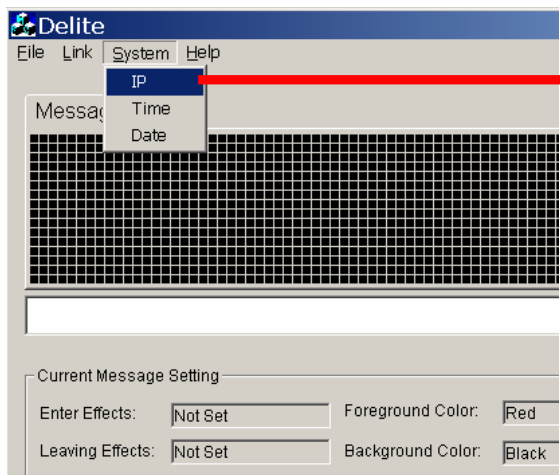 Delite
File Link System Help
IP
Messag
Time
Date
Current Message Setting
Enter Effects: Not Set Foreground Color: Red
Leaving Effects: Not Set Background Color: Black